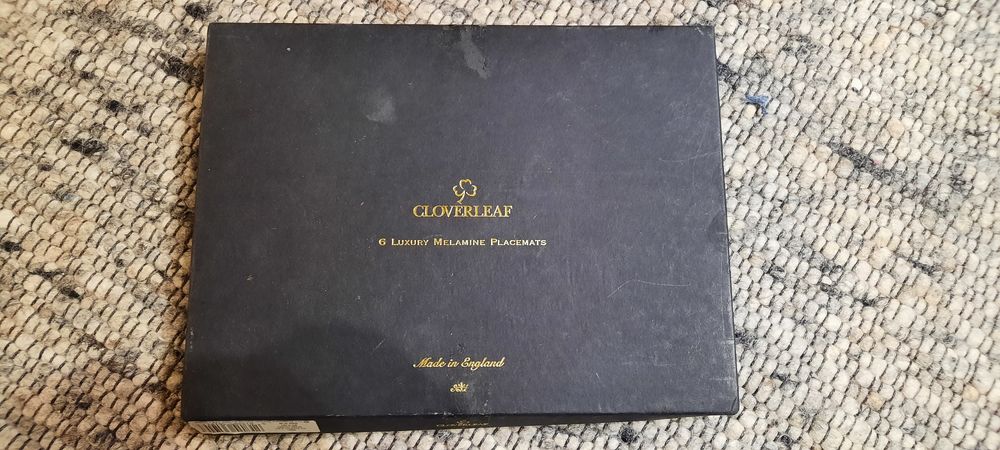 CLOVERLEAF
6 LUXURY MELAMINE PLACEMATS
Made in England
CLOVERLEAF